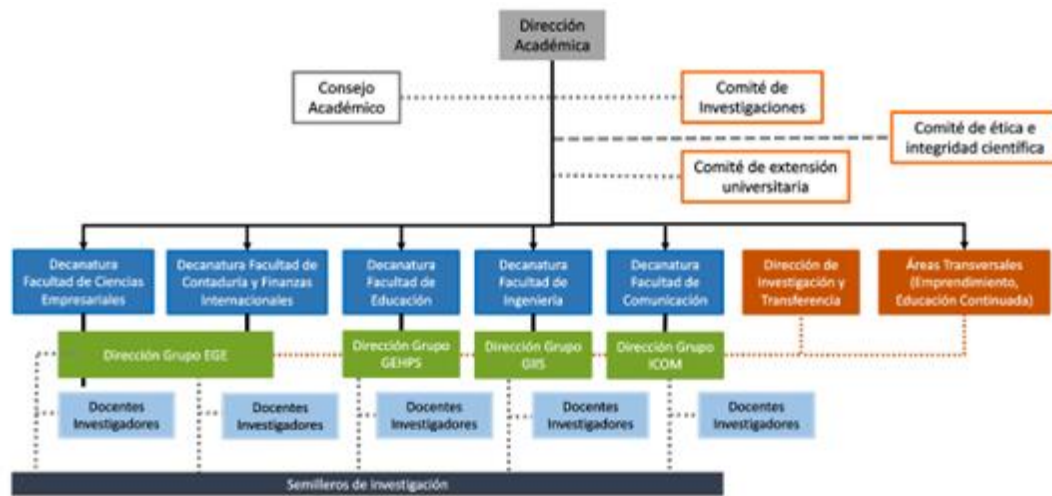 Dirección
Académica
Consejo
Académico
Comité de
Investigaciones
Comité de ética e
integridad científica
Comité de extensión
universitaria
Decanatura
Facultad de Ciencias
Empresariales
Decanatura Facultad de
Contaduría y Finanzas
Internacionales
Decanatura
Facultad de
Educación
Decanatura
Facultad de
Ingeniería
Decanatura
Facultad de
Comunicación
Dirección de
Investigación y
Transferencia
Áreas Transversales
(Emprendimiento,
Educación Continuada)
Dirección Grupo EGE
Dirección Grupo
GEHPS
Dirección Grupo
GIIS
Dirección Grupo
ICOM
Docentes
Investigadores
Docentes
Investigadores
Docentes
Investigadores
Docentes
Investigadores
Docentes
Investigadores
Semilleros de investigación